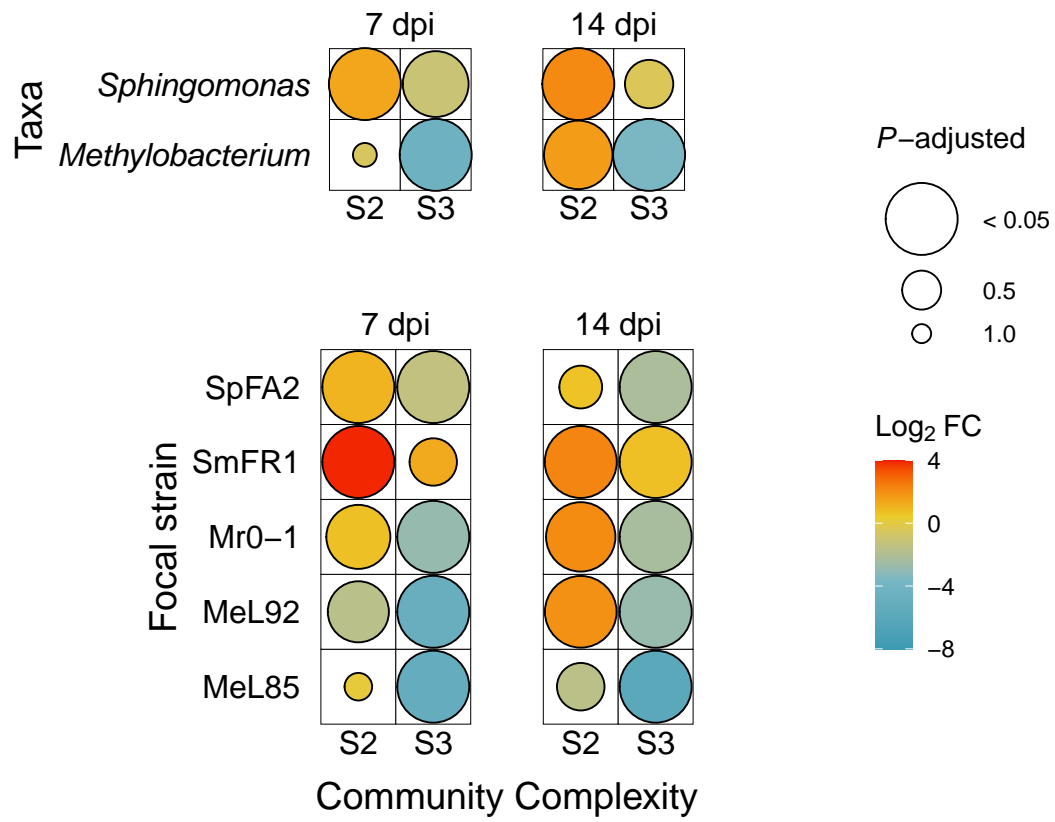 7 dpi 14 dpi
Taxa
Sphingomonas
Methylobacterium
S2 S3 S2 S3
P−adjusted
< 0.05
0.5
1.0
7 dpi 14 dpi
Focal strain
SpFA2
SmFR1
Mr0−1
MeL92
MeL85
S2 S3 S2 S3
Community Complexity
Log2 FC
4
0
−4
−8